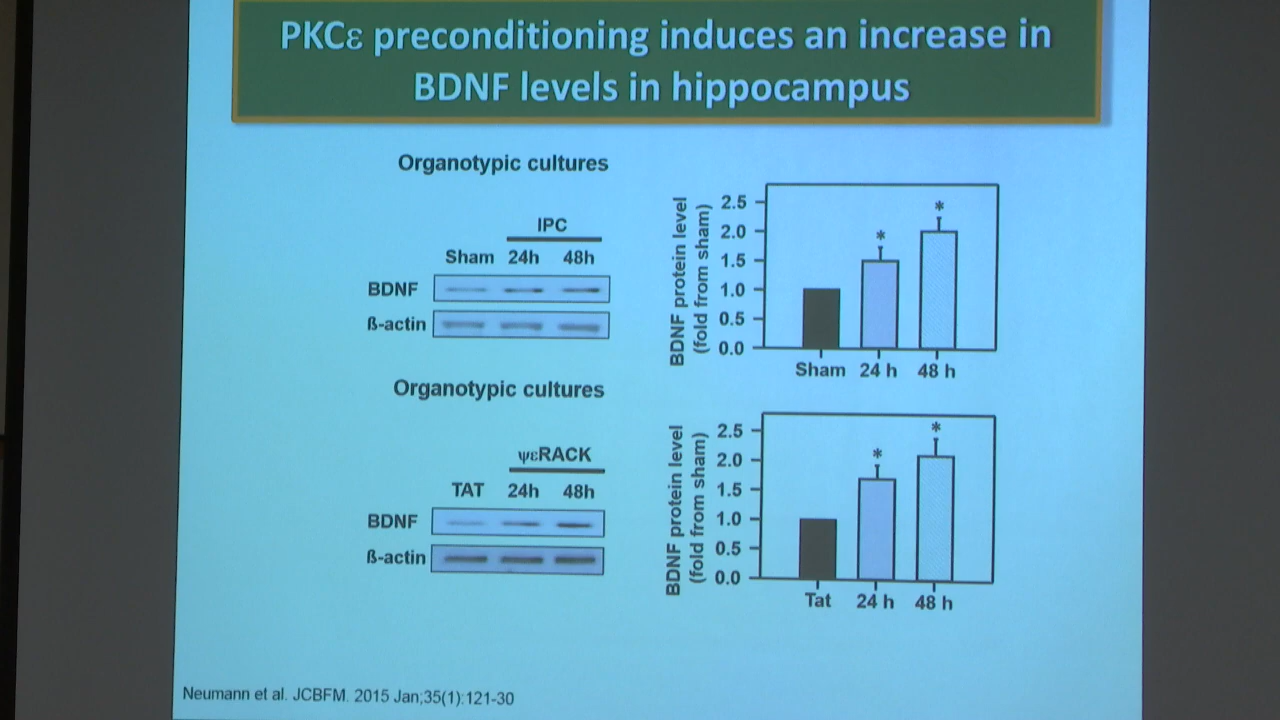 PKCε preconditioning induces an increase in
BDNF levels in hippocampus
Organotypic cultures
IPC
Sham 24h 48h
BDNF
ß-actin
BDNF protein level
(fold from sham)
2.5
2.0
1.5
1.0
0.5
0.0
*
*
Sham 24 h 48 h
Organotypic cultures
ψεRACK
TAT 24h 48h
BDNF
ß-actin
BDNF protein level
(fold from sham)
2.5
2.0
1.5
1.0
0.5
0.0
*
*
Tat 24 h 48 h
Neumann et al. JCBFM. 2015 Jan;35(1):121-30